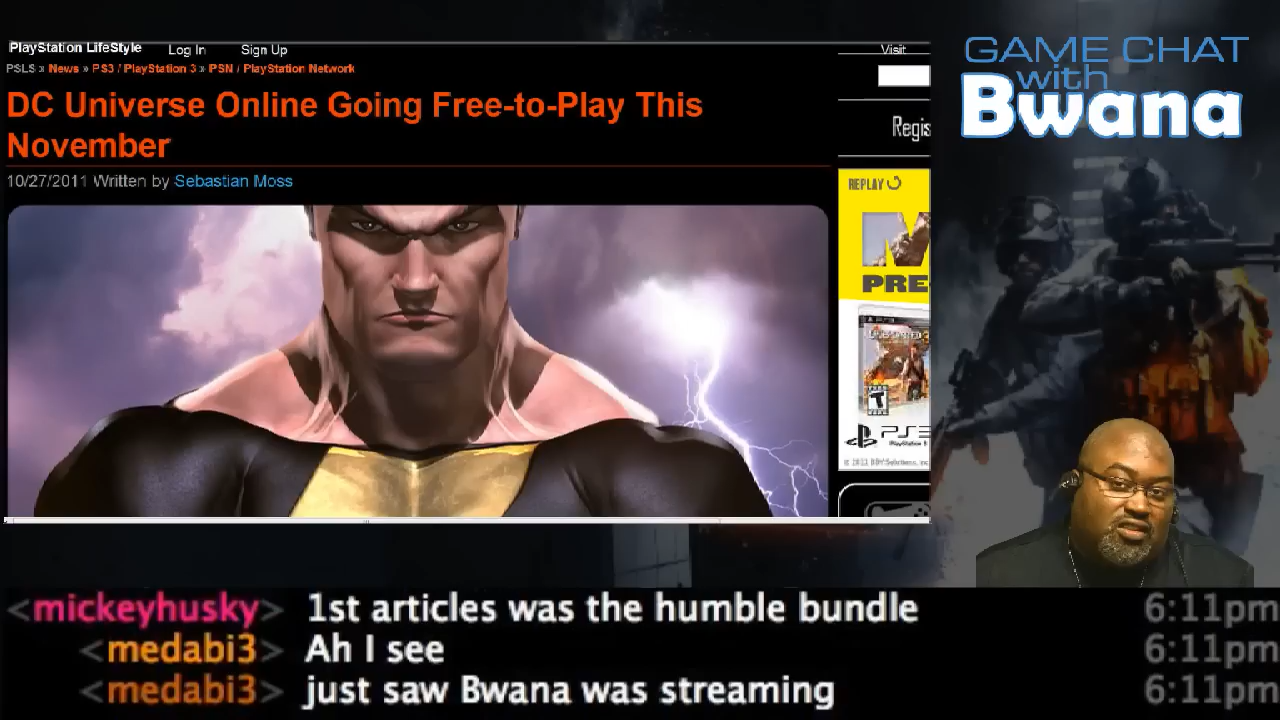 PlayStation LifeStyle Log In Sign Up Visit
PSLS » News » PS3 / PlayStation 3 » PSN / PlayStation Network
DC Universe Online Going Free-to-Play This
November
10/27/2011 Written by Sebastian Moss
Regis
REPLAY
M
PRE
PS3
T
PS3
PlayStation 3
GAME CHAT
with
Bwana
<mickeyhusky> 1st articles was the humble bundle 6:11pm
<medabi3> Ah I see 6:11pm
<medabi3> just saw Bwana was streaming 6:11pm